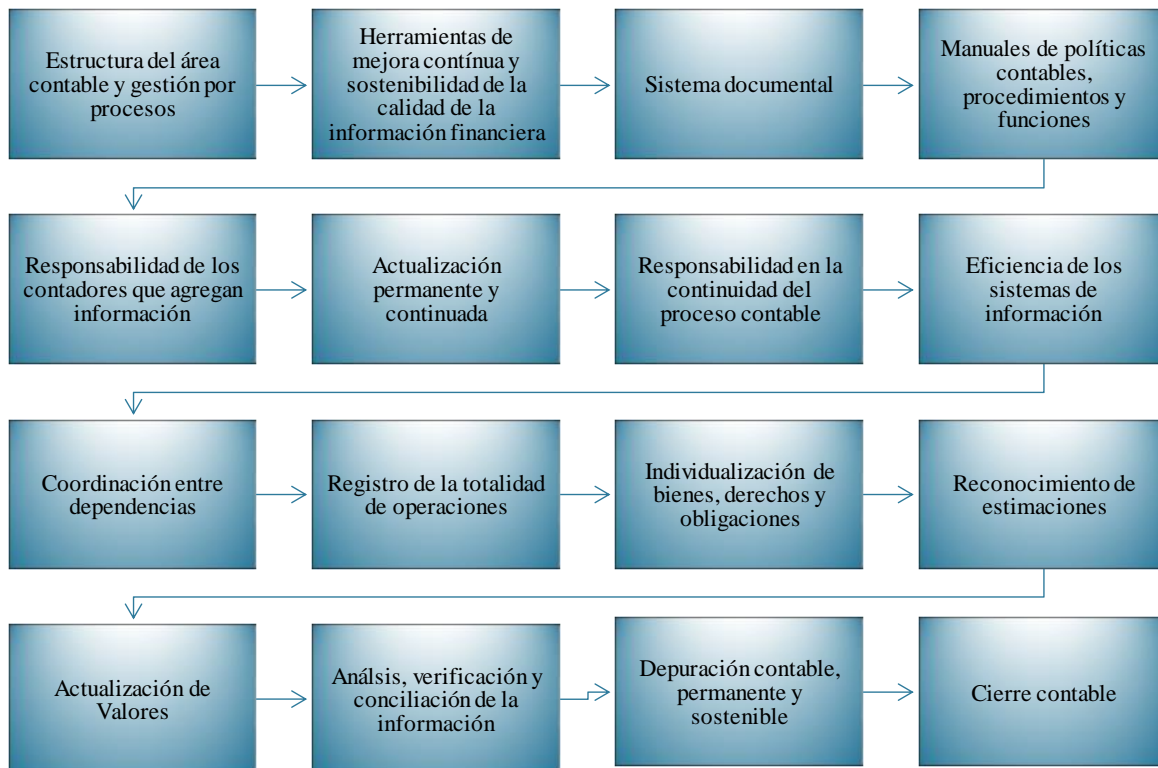 Estructura del área
contable y gestión por
procesos
Herramientas de
mejora contínua y
sostenibilidad de la
calidad de la
información financiera
Sistema documental
Manuales de políticas
contables,
procedimientos y
funciones
Responsabilidad de los
contadores que agregan
información
Actualización
permanente y
continuada
Responsabilidad en la
continuidad del
proceso contable
Eficiencia de los
sistemas de
información
Coordinación entre
dependencias
Registro de la totalidad
de operaciones
Individualización de
bienes, derechos y
obligaciones
Reconocimiento de
estimaciones
Actualización de
Valores
Análsis, verificación y
conciliación de la
información
Depuración contable,
permanente y
sostenible
Cierre contable